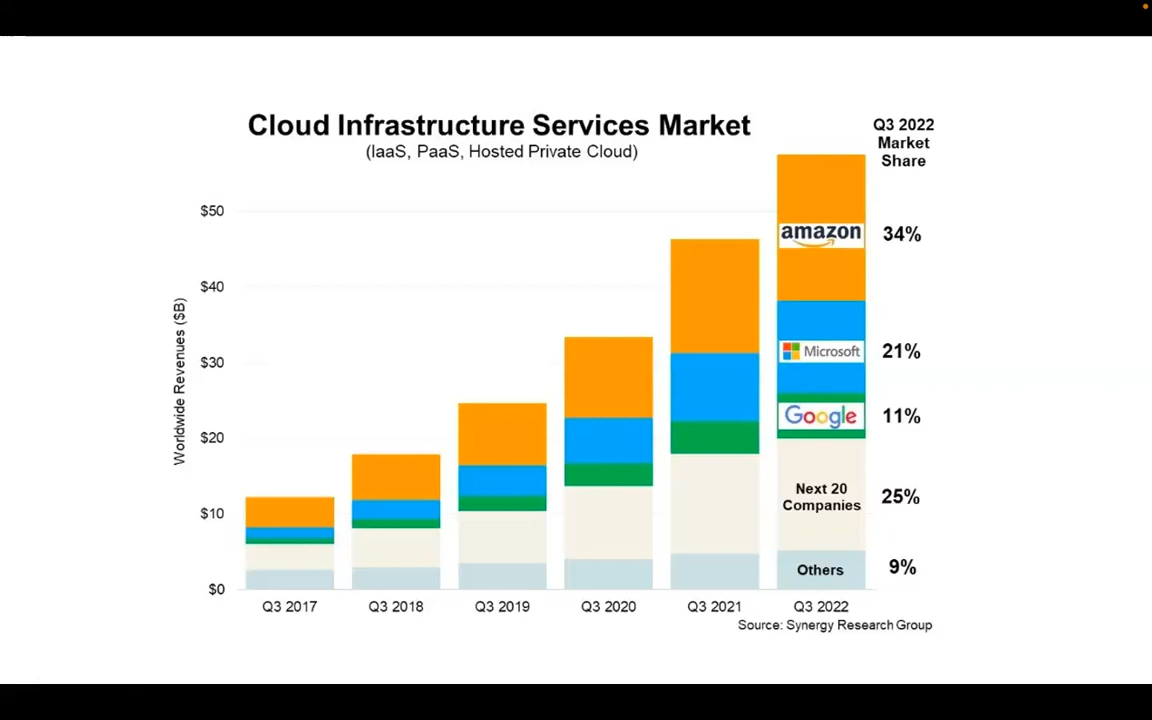 Cloud Infrastructure Services Market
(IaaS, PaaS, Hosted Private Cloud)
Q3 2022
Market
Share
$50
$40
$30
$20
$10
$0
Worldwide Revenues ($B)
amazon
34%
Microsoft
21%
Google
11%
Next 20
Companies
25%
Others
9%
Q3 2017
Q3 2018
Q3 2019
Q3 2020
Q3 2021
Q3 2022
Source: Synergy Research Group